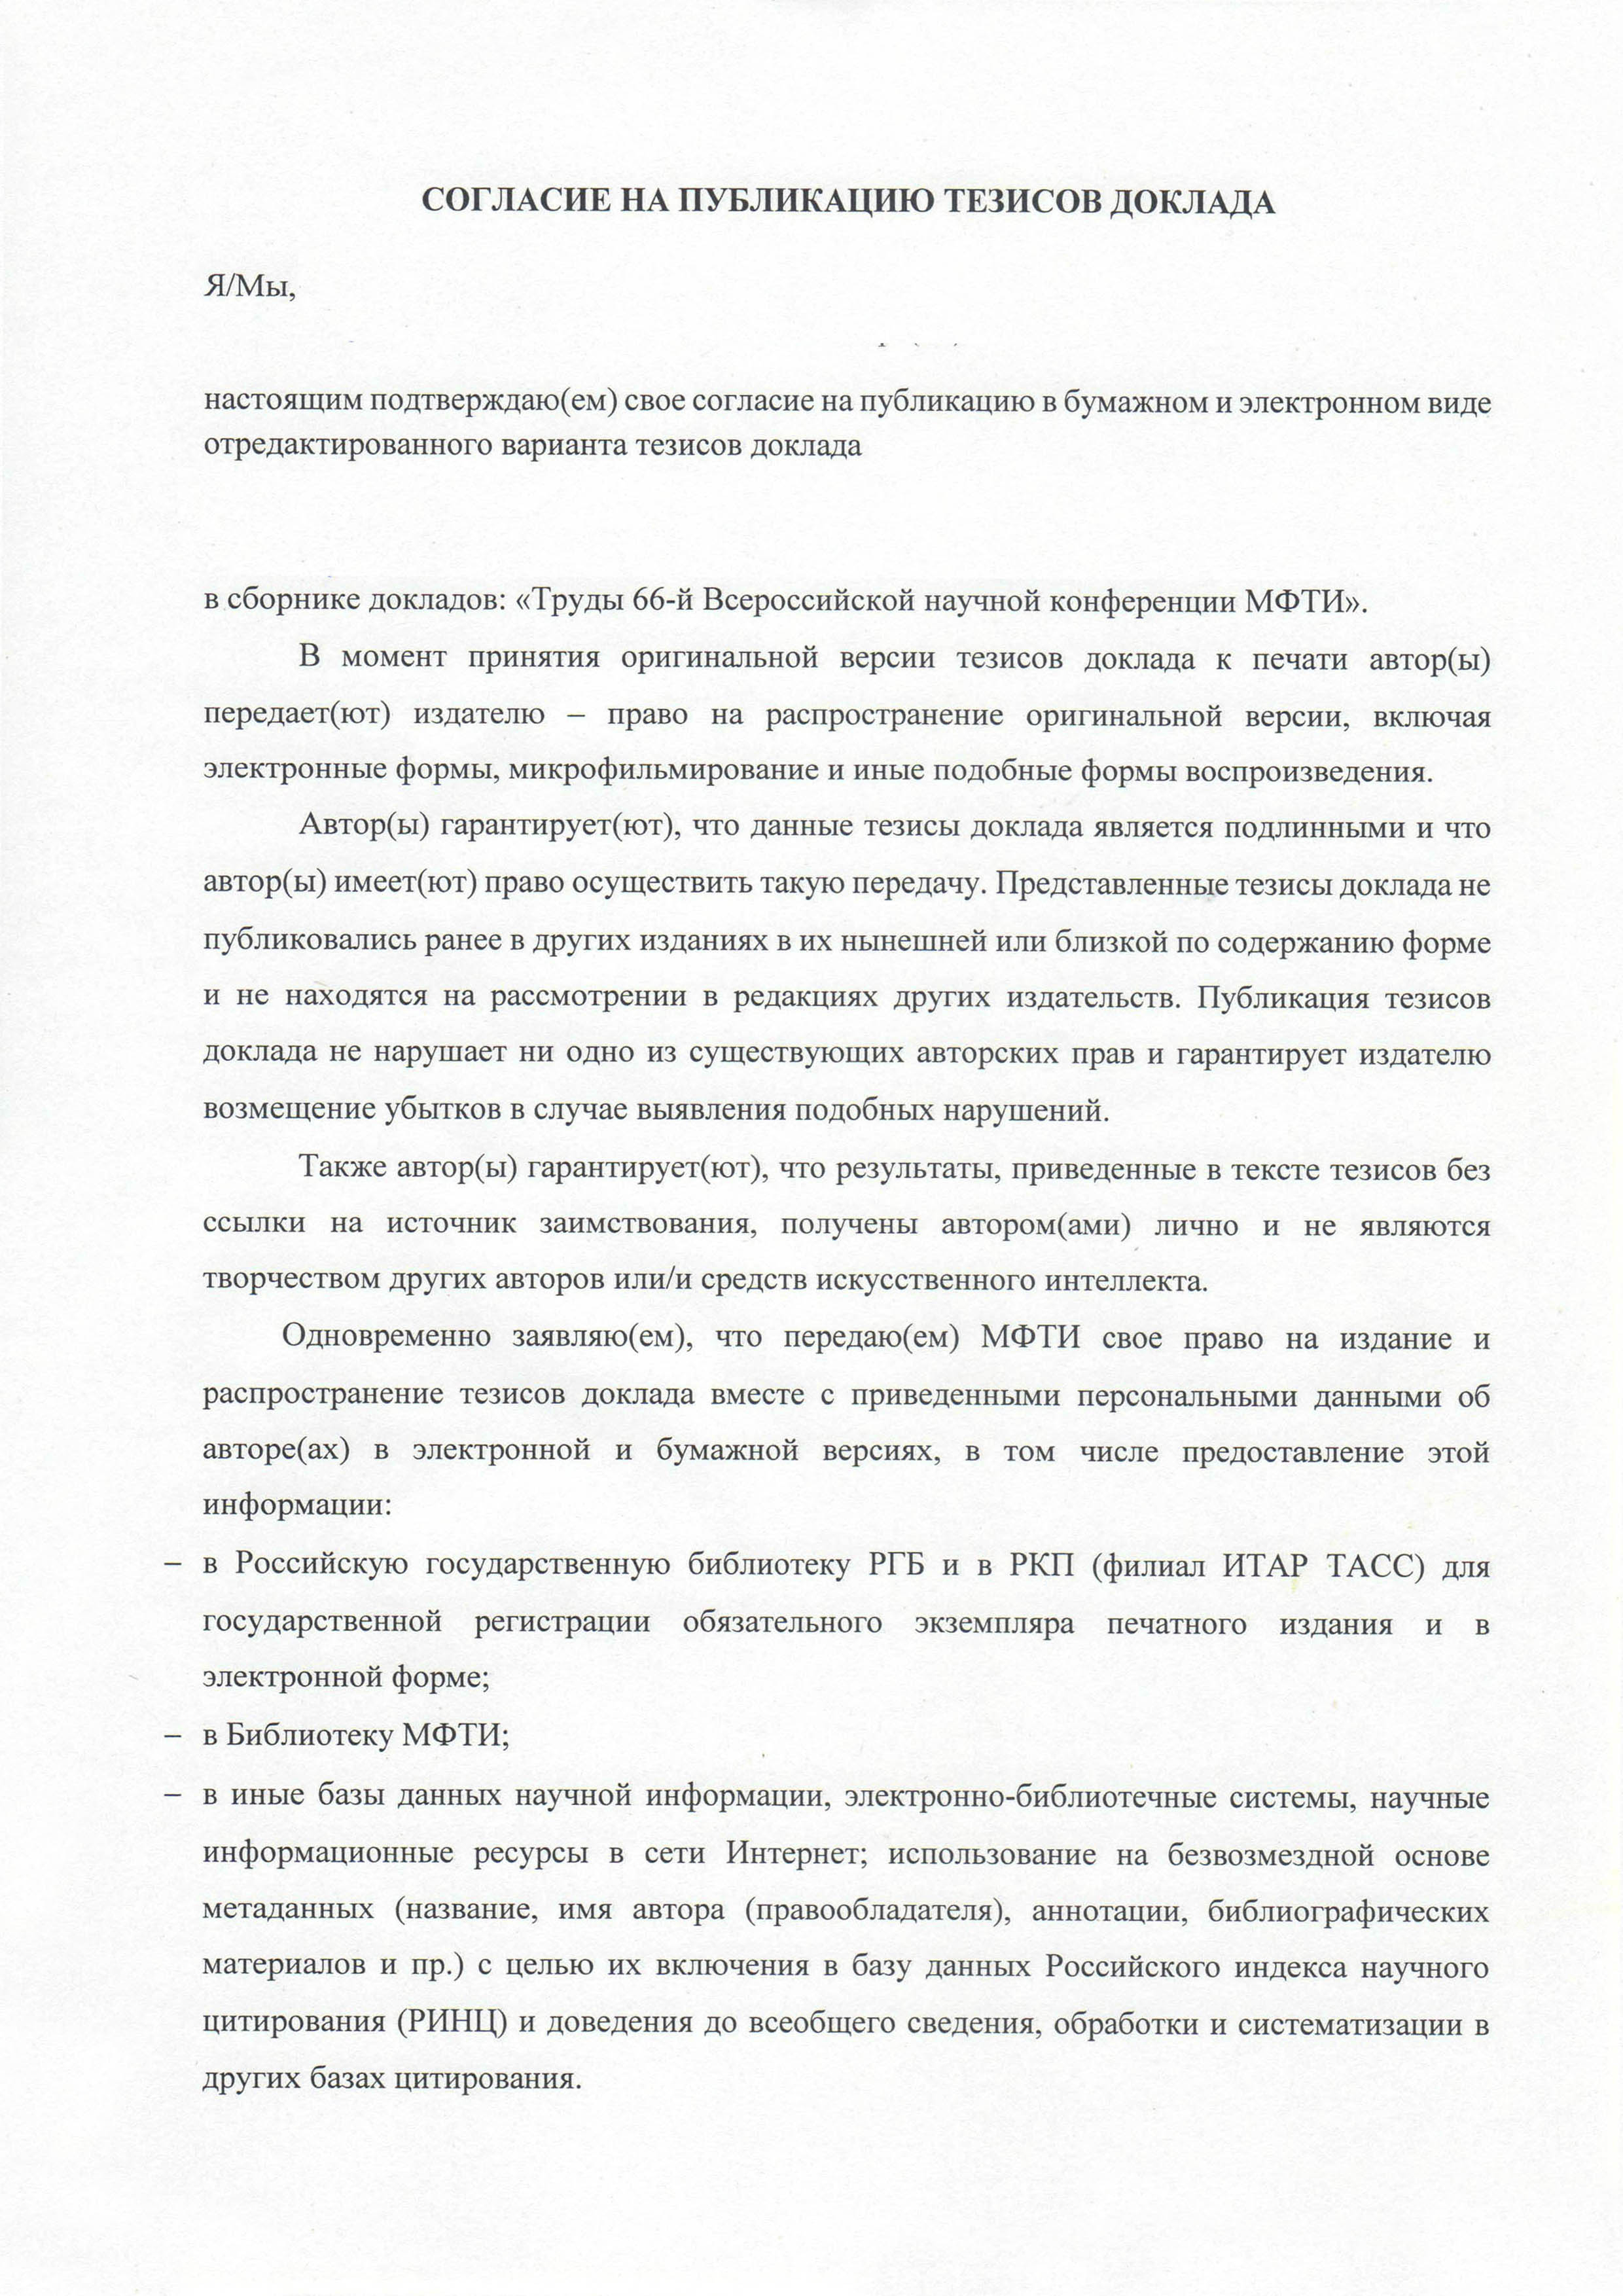 СОГЛАСИЕ НА ПУБЛИКАЦИЮ ТЕЗИСОВ ДОКЛАДА
Я/Мы,
настоящим подтверждаю(ем) свое согласие на публикацию в бумажном и электронном виде
отредактированного варианта тезисов доклада
в сборнике докладов: «Труды 66-й Всероссийской научной конференции МФТИ».
В момент принятия оригинальной версии тезисов доклада к печати автор(ы)
передает(ют) издателю – право на распространение оригинальной версии, включая
электронные формы, микрофильмирование и иные подобные формы воспроизведения.
Автор(ы) гарантирует(ют), что данные тезисы доклада является подлинными и что
автор(ы) имеет(ют) право осуществить такую передачу. Представленные тезисы доклада не
публиковались ранее в других изданиях в их нынешней или близкой по содержанию форме
и не находятся на рассмотрении в редакциях других издательств. Публикация тезисов
доклада не нарушает ни одно из существующих авторских прав и гарантирует издателю
возмещение убытков в случае выявления подобных нарушений.
Также автор(ы) гарантирует(ют), что результаты, приведенные в тексте тезисов без
ссылки на источник заимствования, получены автором(ами) лично и не являются
творчеством других авторов или/и средств искусственного интеллекта.
Одновременно заявляю(ем), что передаю(ем) МФТИ свое право на издание и
распространение тезисов доклада вместе с приведенными персональными данными об
авторе(ах) в электронной и бумажной версиях, в том числе предоставление этой
информации:
– в Российскую государственную библиотеку РГБ и в РКП (филиал ИТАР ТАСС) для
государственной регистрации обязательного экземпляра печатного издания и в
электронной форме;
– в Библиотеку МФТИ;
– в иные базы данных научной информации, электронно-библиотечные системы, научные
информационные ресурсы в сети Интернет; использование на безвозмездной основе
метаданных (название, имя автора (правообладателя), аннотации, библиографических
материалов и пр.) с целью их включения в базу данных Российского индекса научного
цитирования (РИНЦ) и доведения до всеобщего сведения, обработки и систематизации в
других базах цитирования.